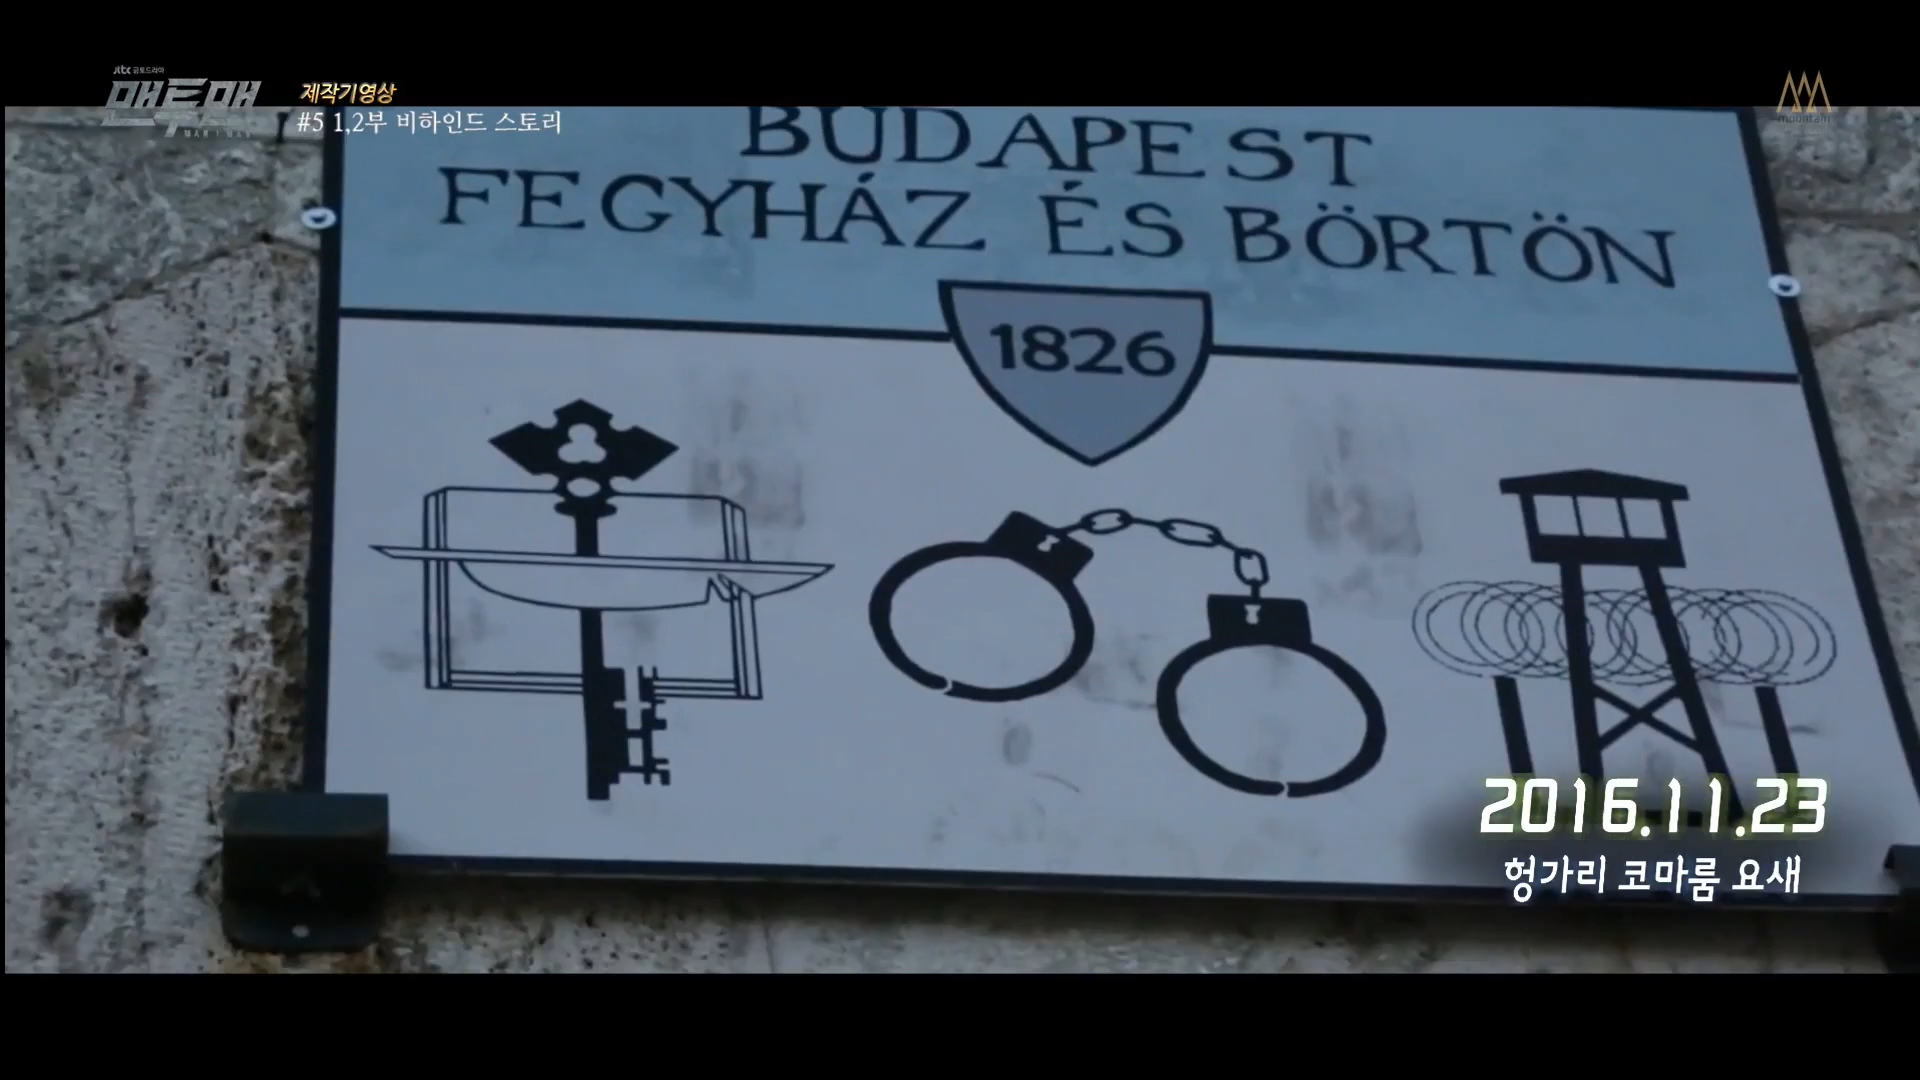 jtbc 금토드라마
맨투맨
제작기영상
#5 1,2부 비하인드 스토리
mountain
BUDAPEST
FEGYHÁZ ÉS BÖRTÖN
1826
2016.11.23
헝가리 코마룸 요새